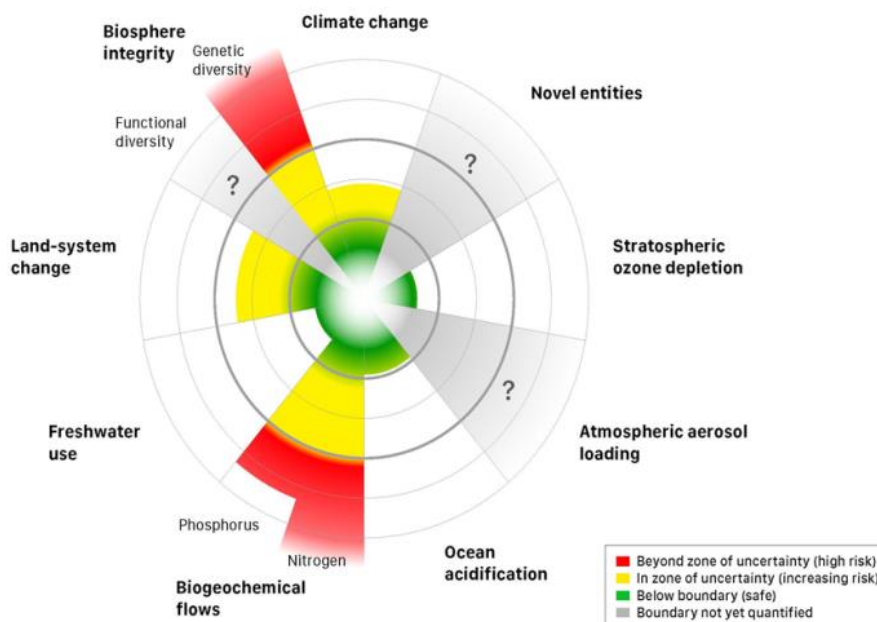 Climate change
Biosphere
integrity
Genetic
diversity
Novel entities
Functional
diversity
?
?
Land-system
change
Stratospheric
ozone depletion
?
Freshwater
use
Atmospheric aerosol
loading
Phosphorus
Nitrogen
Ocean
acidification
Biogeochemical
flows
Beyond zone of uncertainty (high risk)
In zone of uncertainty (increasing risk)
Below boundary (safe)
Boundary not yet quantified